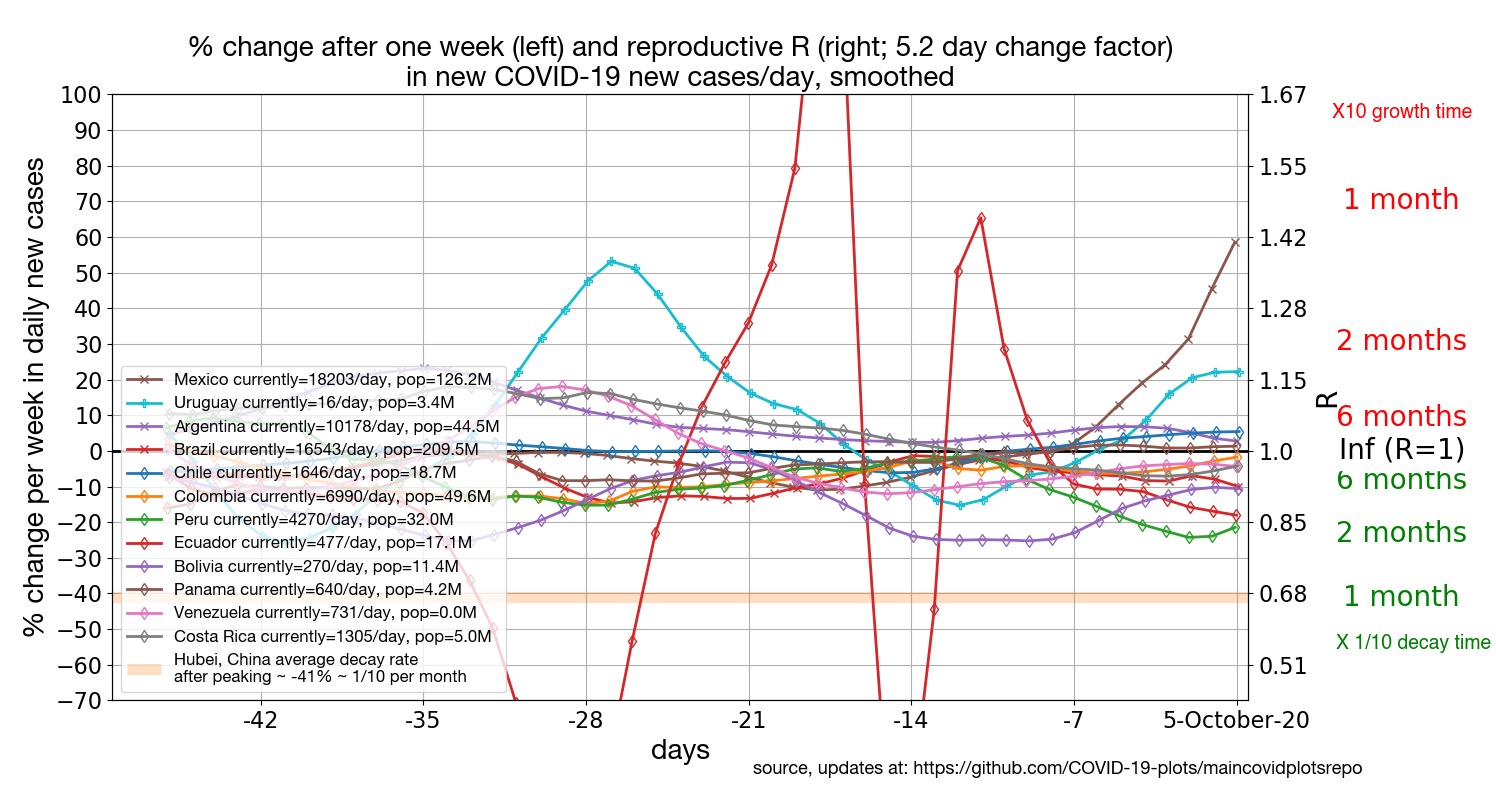 % change after one week (left) and reproductive R (right; 5.2 day change factor)
in new COVID-19 new cases/day, smoothed
% change per week in daily new cases
100
90
80
70
60
50
40
30
20
10
0
−10
−20
−30
−40
−50
−60
−70
Mexico currently=18203/day, pop=126.2M
Uruguay currently=16/day, pop=3.4M
Argentina currently=10178/day, pop=44.5M
Brazil currently=16543/day, pop=209.5M
Chile currently=1646/day, pop=18.7M
Colombia currently=6990/day, pop=49.6M
Peru currently=4270/day, pop=32.0M
Ecuador currently=477/day, pop=17.1M
Bolivia currently=270/day, pop=11.4M
Panama currently=640/day, pop=4.2M
Venezuela currently=731/day, pop=0.0M
Costa Rica currently=1305/day, pop=5.0M
Hubei, China average decay rate
after peaking ~ -41% ~ 1/10 per month
1.67
1.55
1.42
1.28
1.15
1.0
0.85
0.68
0.51
R
X10 growth time
1 month
2 months
6 months
Inf (R=1)
6 months
2 months
1 month
X 1/10 decay time
-42
-35
-28
-21
-14
-7
5-October-20
days
source, updates at: https://github.com/COVID-19-plots/maincovidplotsrepo